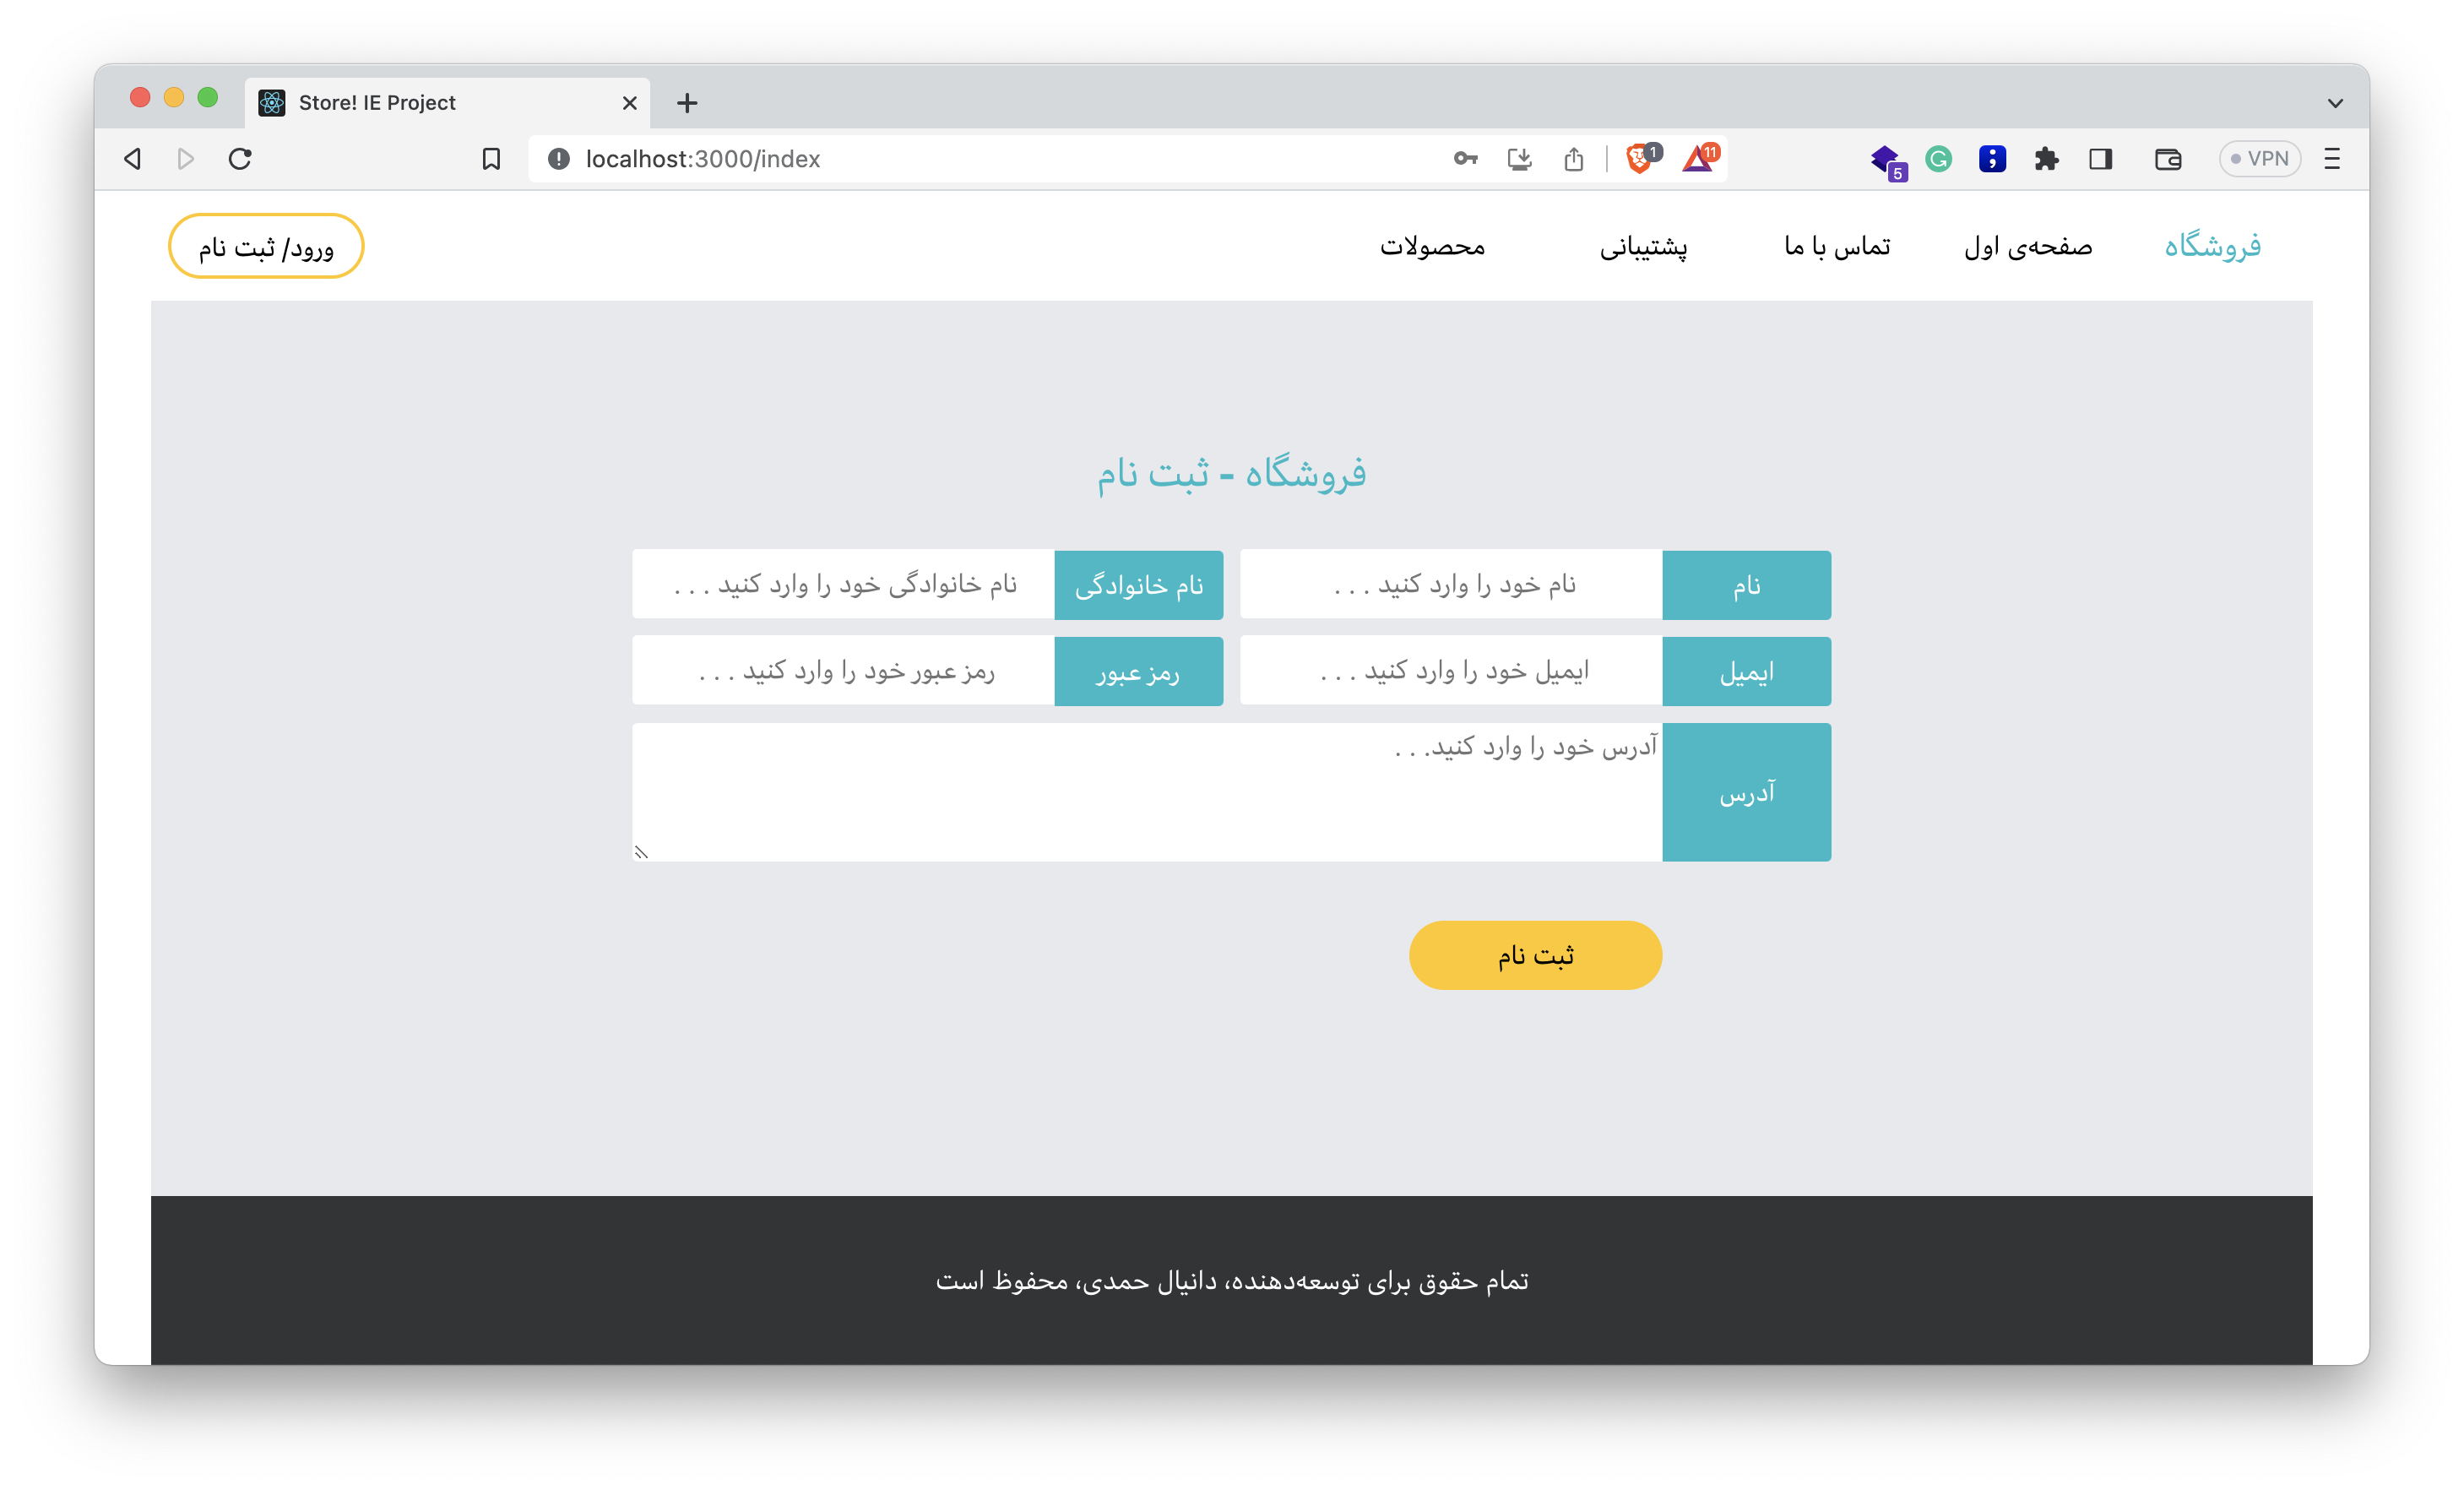 Store! IE Project
localhost:3000/index
1
11
5
VPN
فروشگاه
صفحه‌ی اول
تماس با ما
پشتیبانی
محصولات
ورود/ ثبت نام
فروشگاه - ثبت نام
نام
نام خود را وارد کنید . . .
نام خانوادگی
نام خانوادگی خود را وارد کنید . . .
ایمیل
ایمیل خود را وارد کنید . . .
رمز عبور
رمز عبور خود را وارد کنید . . .
آدرس
آدرس خود را وارد کنید. . .
ثبت نام
تمام حقوق برای توسعه‌دهنده، دانیال حمدی، محفوظ است